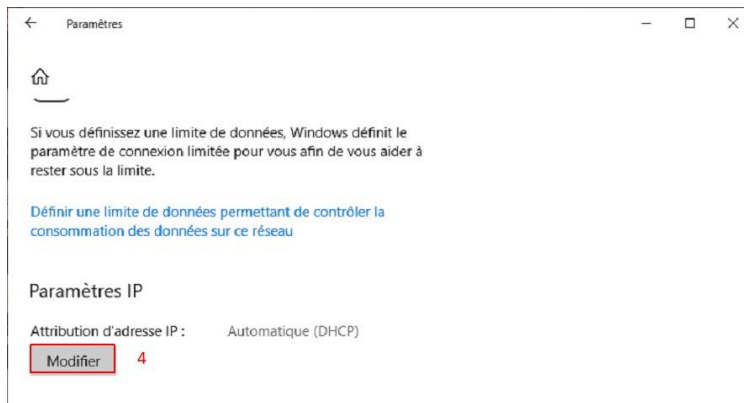 Paramètres
Si vous définissez une limite de données, Windows définit le
paramètre de connexion limitée pour vous afin de vous aider à
rester sous la limite.
Définir une limite de données permettant de contrôler la
consommation des données sur ce réseau
Paramètres IP
Attribution d'adresse IP : Automatique (DHCP)
Modifier 4